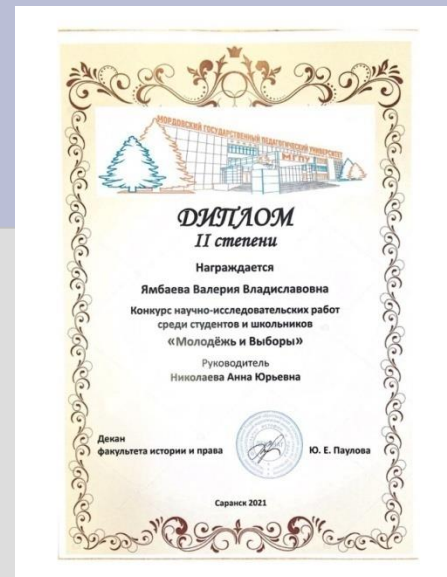 МОРДОВСКИЙ ГОСУДАРСТВЕННЫЙ ПЕДАГОГИЧЕСКИЙ УНИВЕРСИТЕТ
МГПУ
ДИПЛОМ
II степени
Награждается
Ямбаева Валерия Владиславовна
Конкурс научно-исследовательских работ
среди студентов и школьников
«Молодёжь и Выборы»
Руководитель
Николаева Анна Юрьевна
Декан
факультета истории и права
Ю. Е. Паулова
Саранск 2021